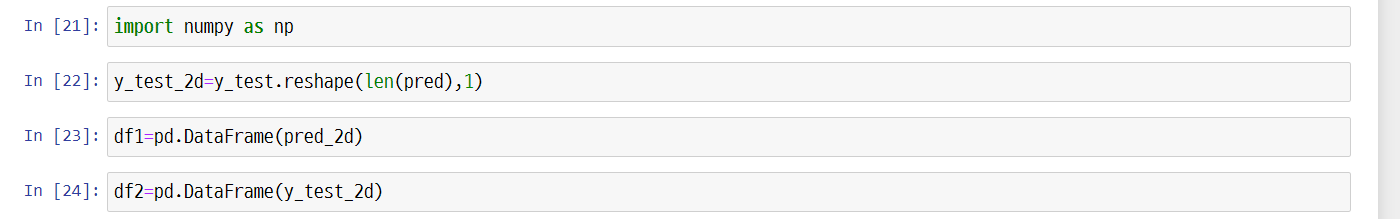 In [21]: import numpy as np
In [22]: y_test_2d=y_test.reshape(len(pred),1)
In [23]: df1=pd.DataFrame(pred_2d)
In [24]: df2=pd.DataFrame(y_test_2d)